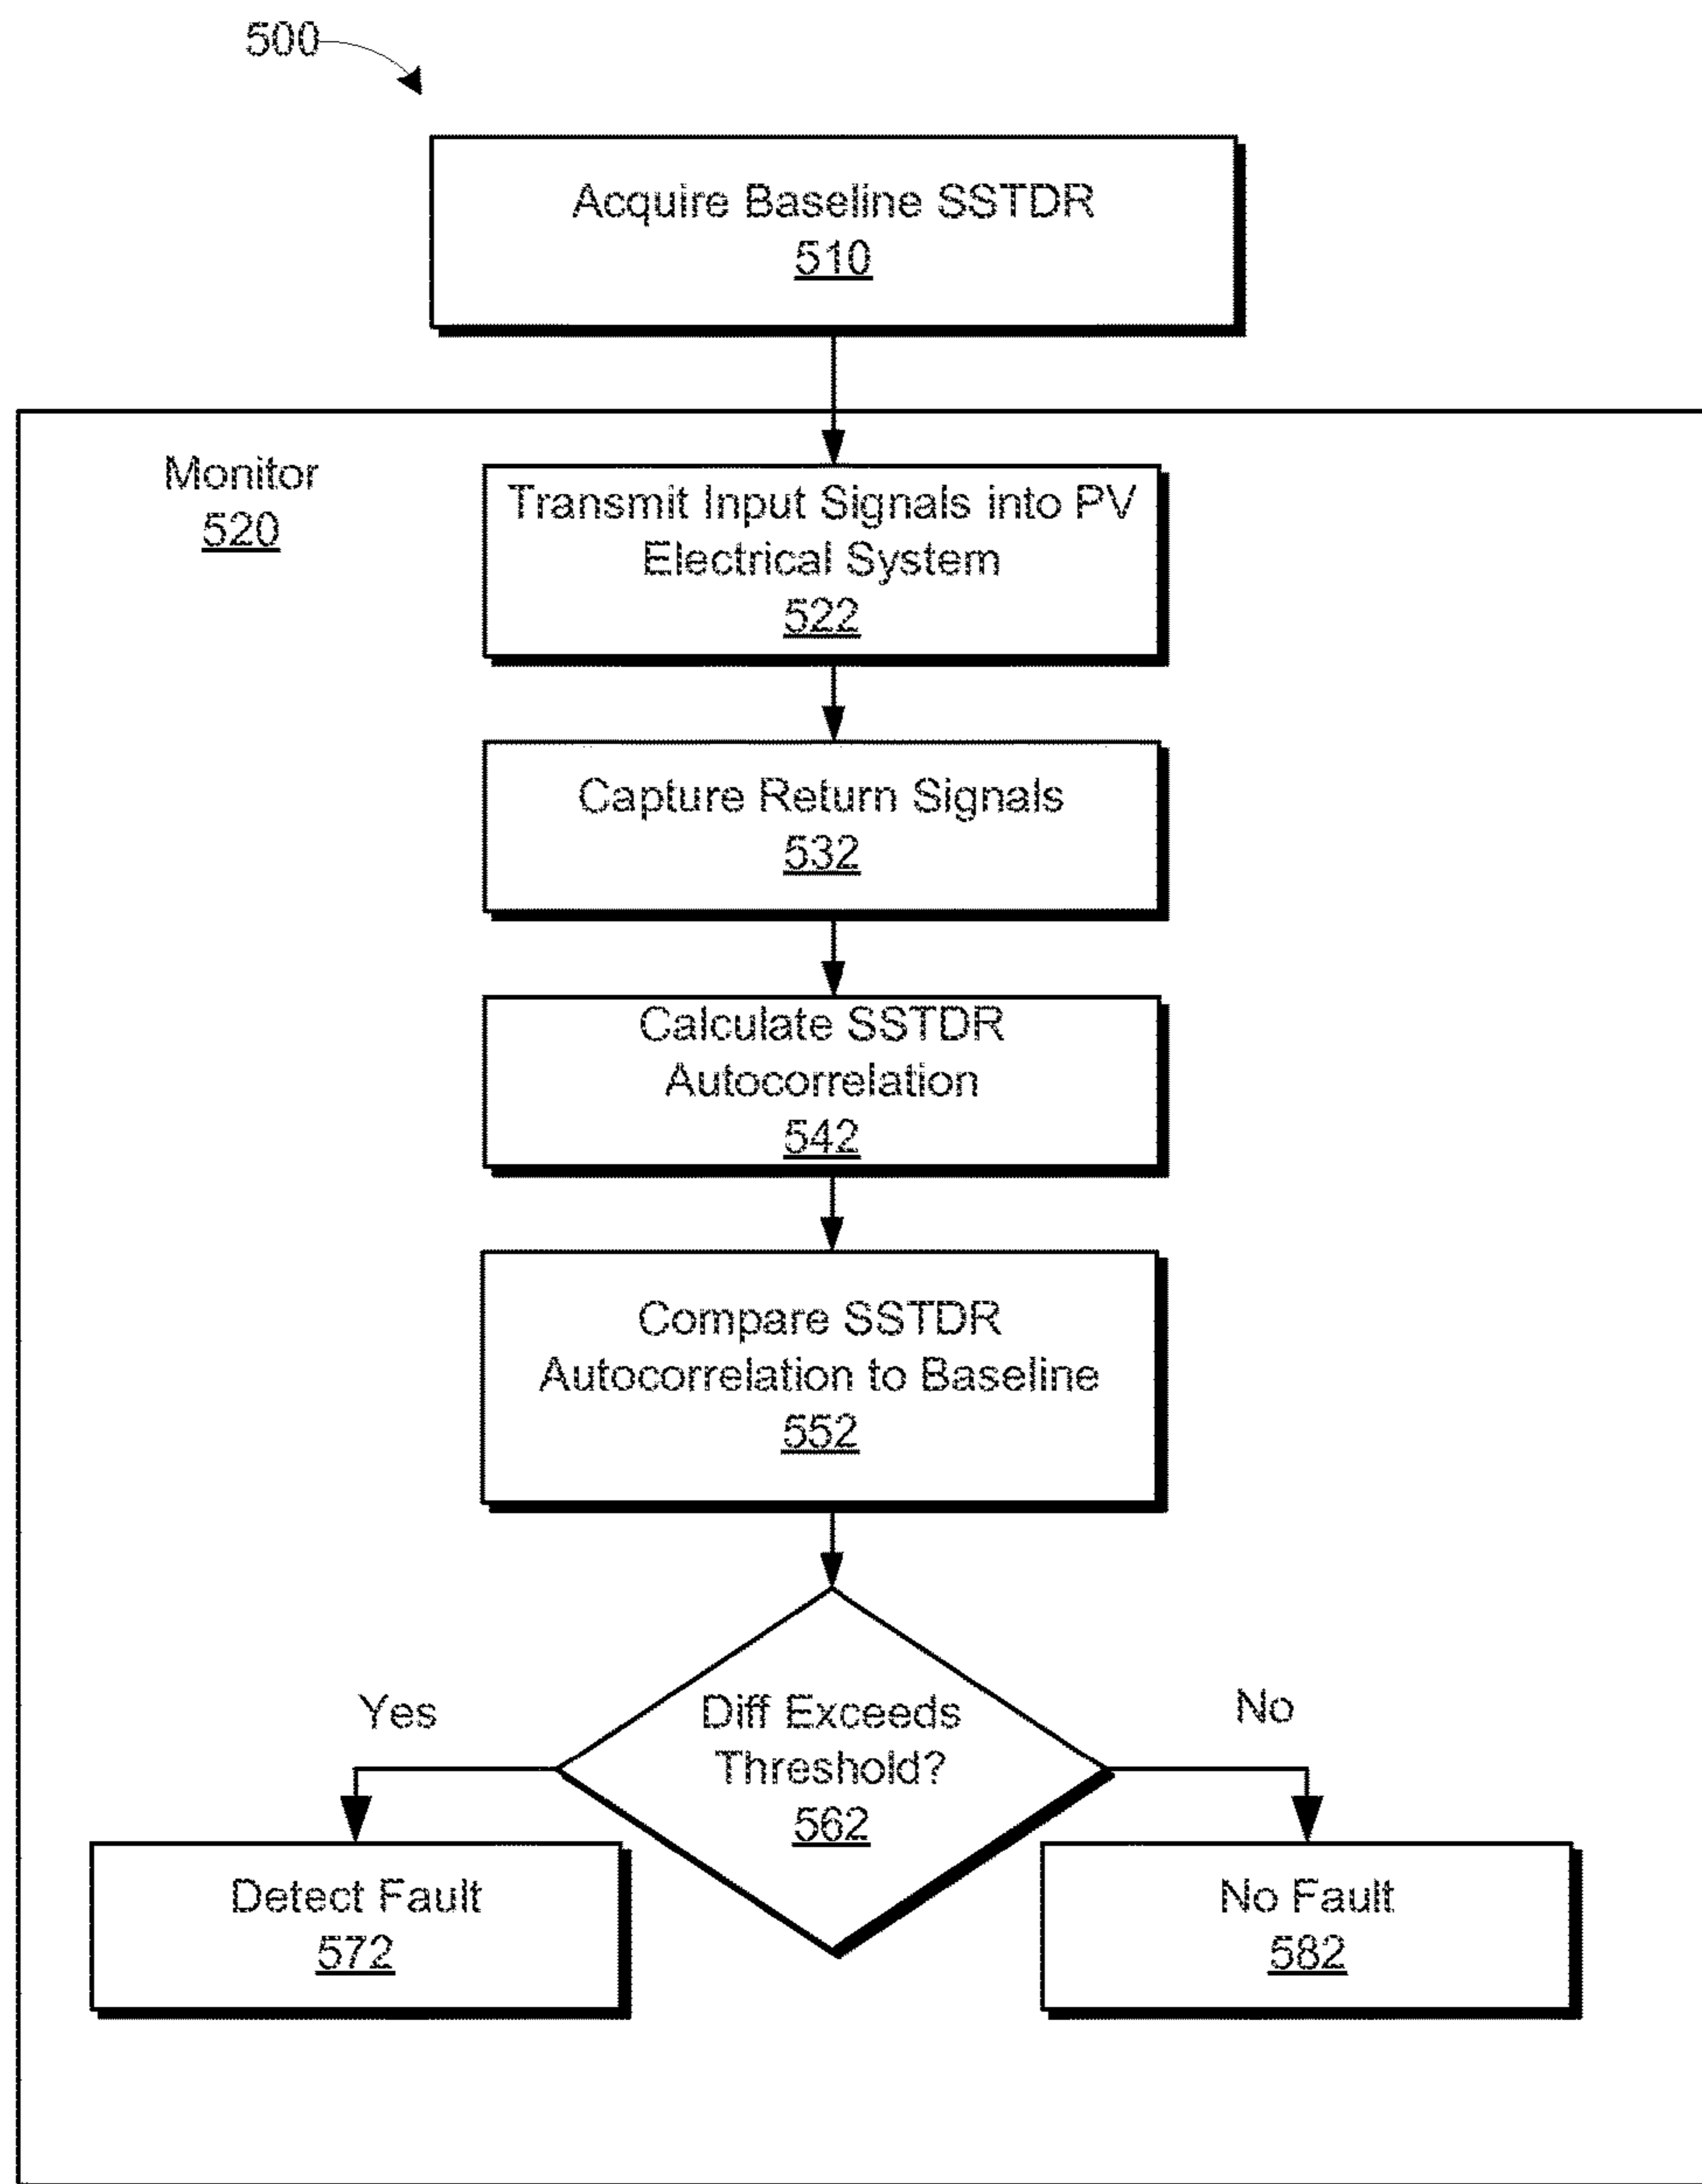 500
Acquire Baseline SSTDR
510
Monitor
520
Transmit Input Signals into PV
Electrical System
522
Capture Return Signals
532
Calculate SSTDR
Autocorrelation
542
Compare SSTDR
Autocorrelation to Baseline
552
Diff Exceeds
Threshold?
562
Yes
No
Detect Fault
572
No Fault
582